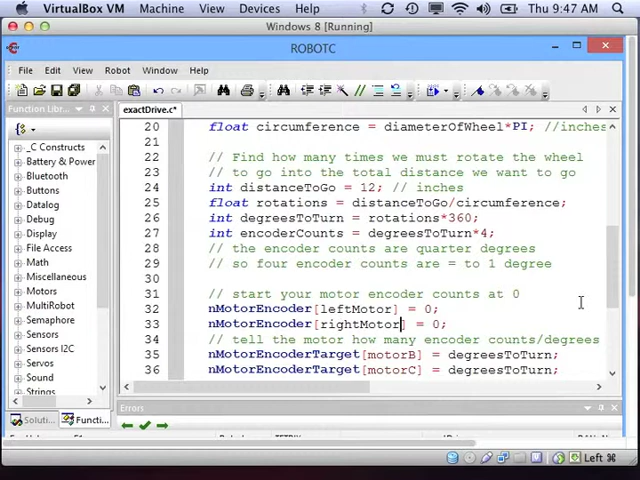 VirtualBox VM Machine View Devices Help Thu 9:47 AM
Windows 8 [Running]
ROBOTC
File Edit View Robot Window Help
Function Libr...
exactDrive.c*
_C Constructs
Battery & Power
Bluetooth
Buttons
Datalog
Debug
Display
File Access
Math
Miscellaneous
Motors
MultiRobot
Semaphore
Sensors
Sensors I2C
Sound
Strings
20 float circumference = diameterOfWheel*PI; //inches
21
22 // Find how many times we must rotate the wheel
23 // to go into the total distance we want to go
24 int distanceToGo = 12; // inches
25 float rotations = distanceToGo/circumference;
26 int degreesToTurn = rotations*360;
27 int encoderCounts = degreesToTurn*4;
28 // the encoder counts are quarter degrees
29 // so four encoder counts are = to 1 degree
30
31 // start your motor encoder counts at 0
32 nMotorEncoder[leftMotor] = 0;
33 nMotorEncoder[rightMotor] = 0;
34 // tell the motor how many encoder counts/degrees
35 nMotorEncoderTarget[motorB] = degreesToTurn;
36 nMotorEncoderTarget[motorC] = degreesToTurn;
Soluti... Functi...
Errors
Left ⌘